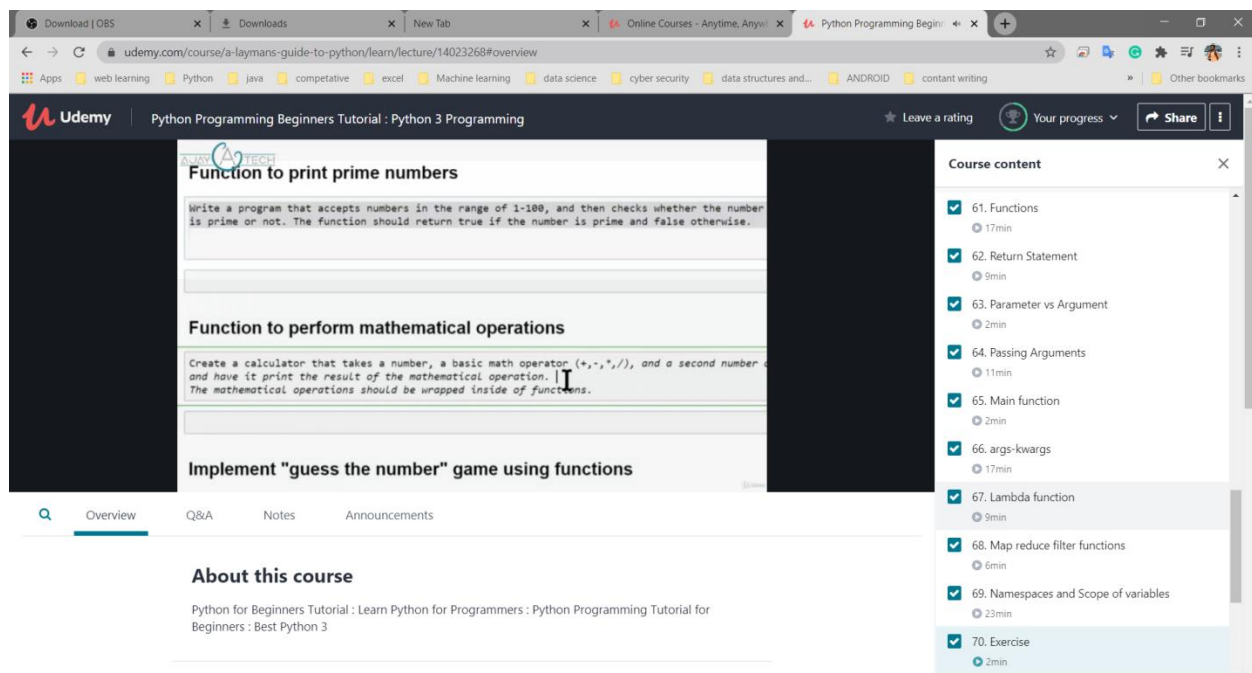 Download | OBS
Downloads
New Tab
Online Courses - Anytime, Anyw
Python Programming Beginn
udemy.com/course/a-laymans-guide-to-python/learn/lecture/14023268#overview
Apps web learning Python java competative excel Machine learning data science cyber security data structures and... ANDROID contant writing » Other bookmarks
Udemy Python Programming Beginners Tutorial : Python 3 Programming Leave a rating Your progress Share
AJAY TECH
Function to print prime numbers
Write a program that accepts numbers in the range of 1-100, and then checks whether the number
is prime or not. The function should return true if the number is prime and false otherwise.
Function to perform mathematical operations
Create a calculator that takes a number, a basic math operator (+,-,*,/), and a second number
and have it print the result of the mathematical operation.
The mathematical operations should be wrapped inside of functions.
Implement "guess the number" game using functions
Course content
61. Functions
17min
62. Return Statement
9min
63. Parameter vs Argument
2min
64. Passing Arguments
11min
65. Main function
2min
66. args-kwargs
17min
67. Lambda function
9min
68. Map reduce filter functions
6min
69. Namespaces and Scope of variables
23min
70. Exercise
2min
Overview Q&A Notes Announcements
About this course
Python for Beginners Tutorial : Learn Python for Programmers : Python Programming Tutorial for
Beginners : Best Python 3